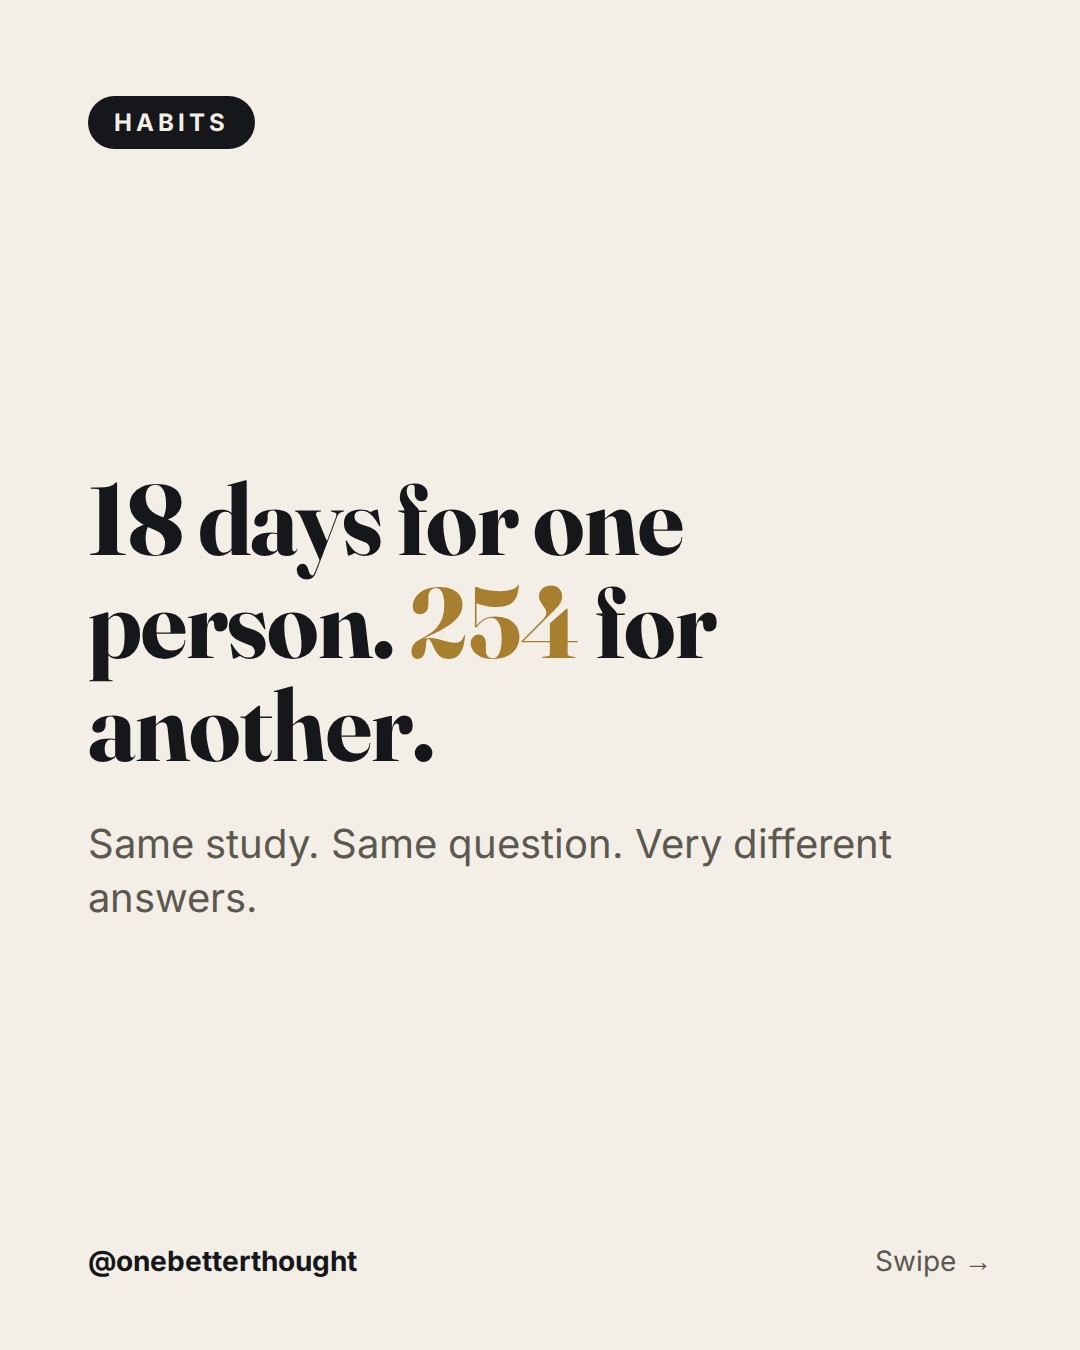 HABITS
18 days for one
person. 254 for
another.
Same study. Same question. Very different
answers.
@onebetterthought
Swipe →